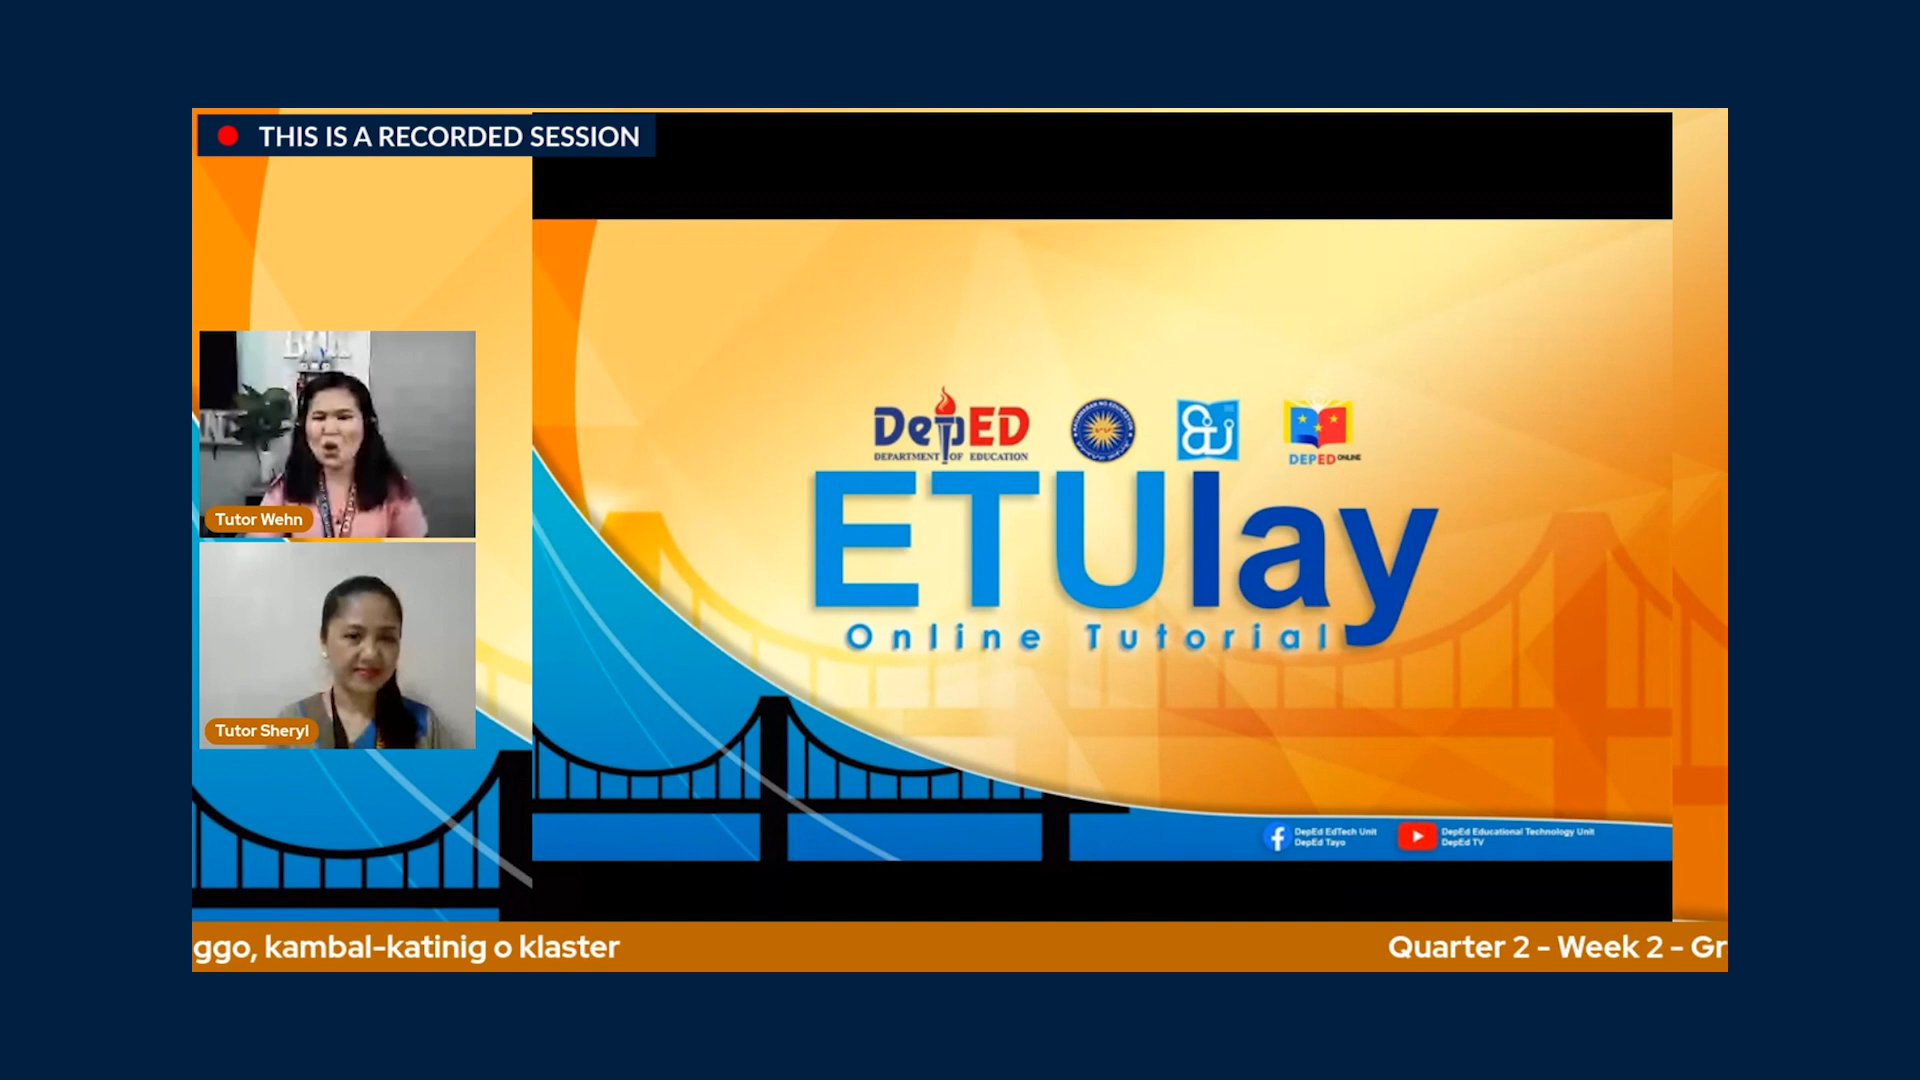 THIS IS A RECORDED SESSION
Tutor Wehn
Tutor Sheryl
DepED
DEPARTMENT OF EDUCATION
DEPED ONLINE
ETUlay
Online Tutorial
DepEd EdTech Unit
DepEd Tayo
DepEd Educational Technology Unit
DepEd TV
ggo, kambal-katinig o klaster
Quarter 2 - Week 2 - Gr